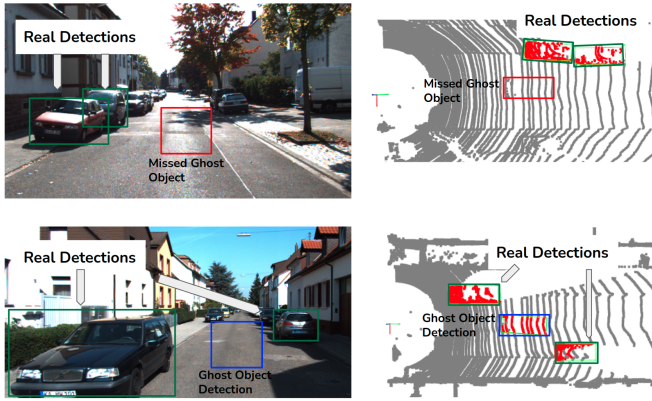 Real Detections
Missed Ghost
Object
Real Detections
Missed Ghost
Object
Real Detections
Ghost Object
Detection
Real Detections
Ghost Object
Detection